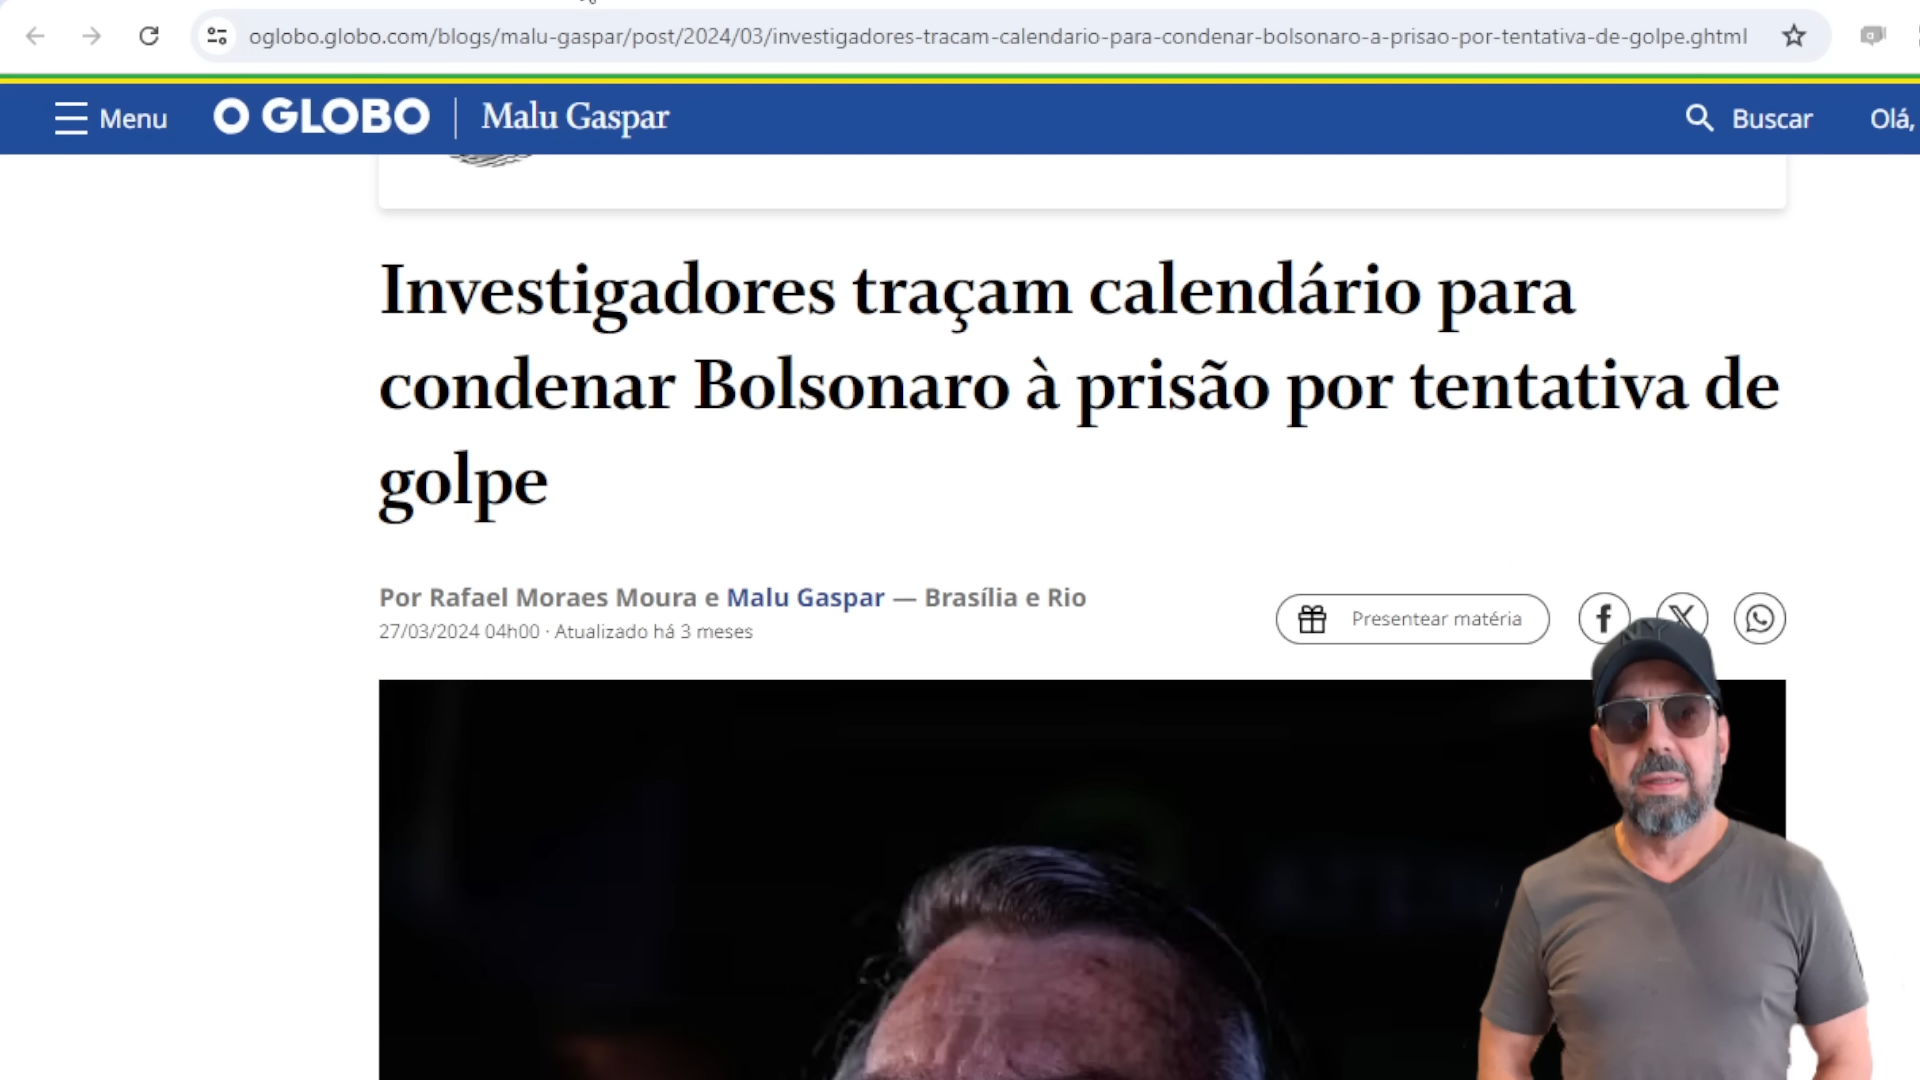 oglobo.globo.com/blogs/malu-gaspar/post/2024/03/investigadores-tracam-calendario-para-condenar-bolsonaro-a-prisao-por-tentativa-de-golpe.ghtml
Menu O GLOBO | Malu Gaspar Buscar Olá,
Investigadores traçam calendário para
condenar Bolsonaro à prisão por tentativa de
golpe
Por Rafael Moraes Moura e Malu Gaspar — Brasília e Rio
27/03/2024 04h00 · Atualizado há 3 meses
Presentear matéria
NY